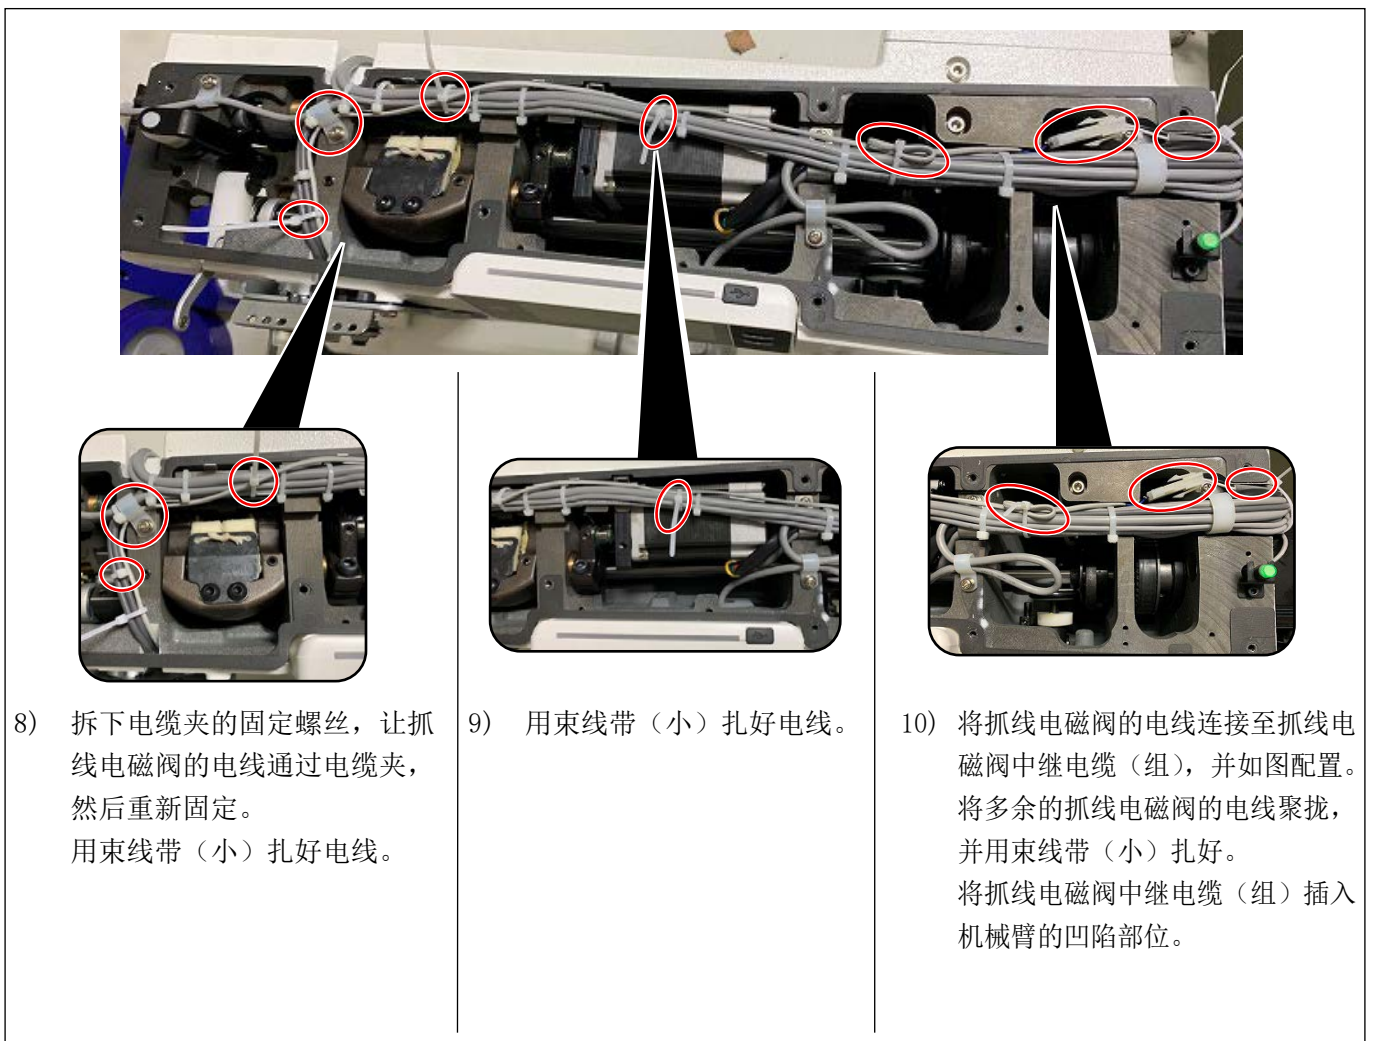 8) 拆下电缆夹的固定螺丝，让抓
线电磁阀的电线通过电缆夹，
然后重新固定。
用束线带（小）扎好电线。
9) 用束线带（小）扎好电线。
10) 将抓线电磁阀的电线连接至抓线电
磁阀中继电缆（组），并如图配置。
将多余的抓线电磁阀的电线聚拢，
并用束线带（小）扎好。
将抓线电磁阀中继电缆（组）插入
机械臂的凹陷部位。